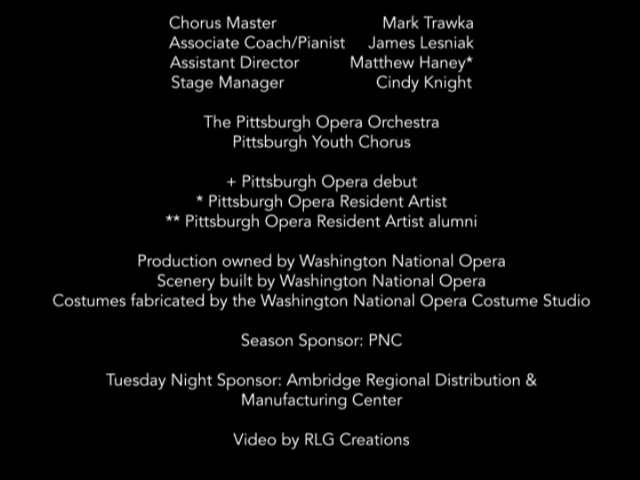 Chorus Master Mark Trawka
Associate Coach/Pianist James Lesniak
Assistant Director Matthew Haney*
Stage Manager Cindy Knight
The Pittsburgh Opera Orchestra
Pittsburgh Youth Chorus
+ Pittsburgh Opera debut
* Pittsburgh Opera Resident Artist
** Pittsburgh Opera Resident Artist alumni
Production owned by Washington National Opera
Scenery built by Washington National Opera
Costumes fabricated by the Washington National Opera Costume Studio
Season Sponsor: PNC
Tuesday Night Sponsor: Ambridge Regional Distribution &
Manufacturing Center
Video by RLG Creations